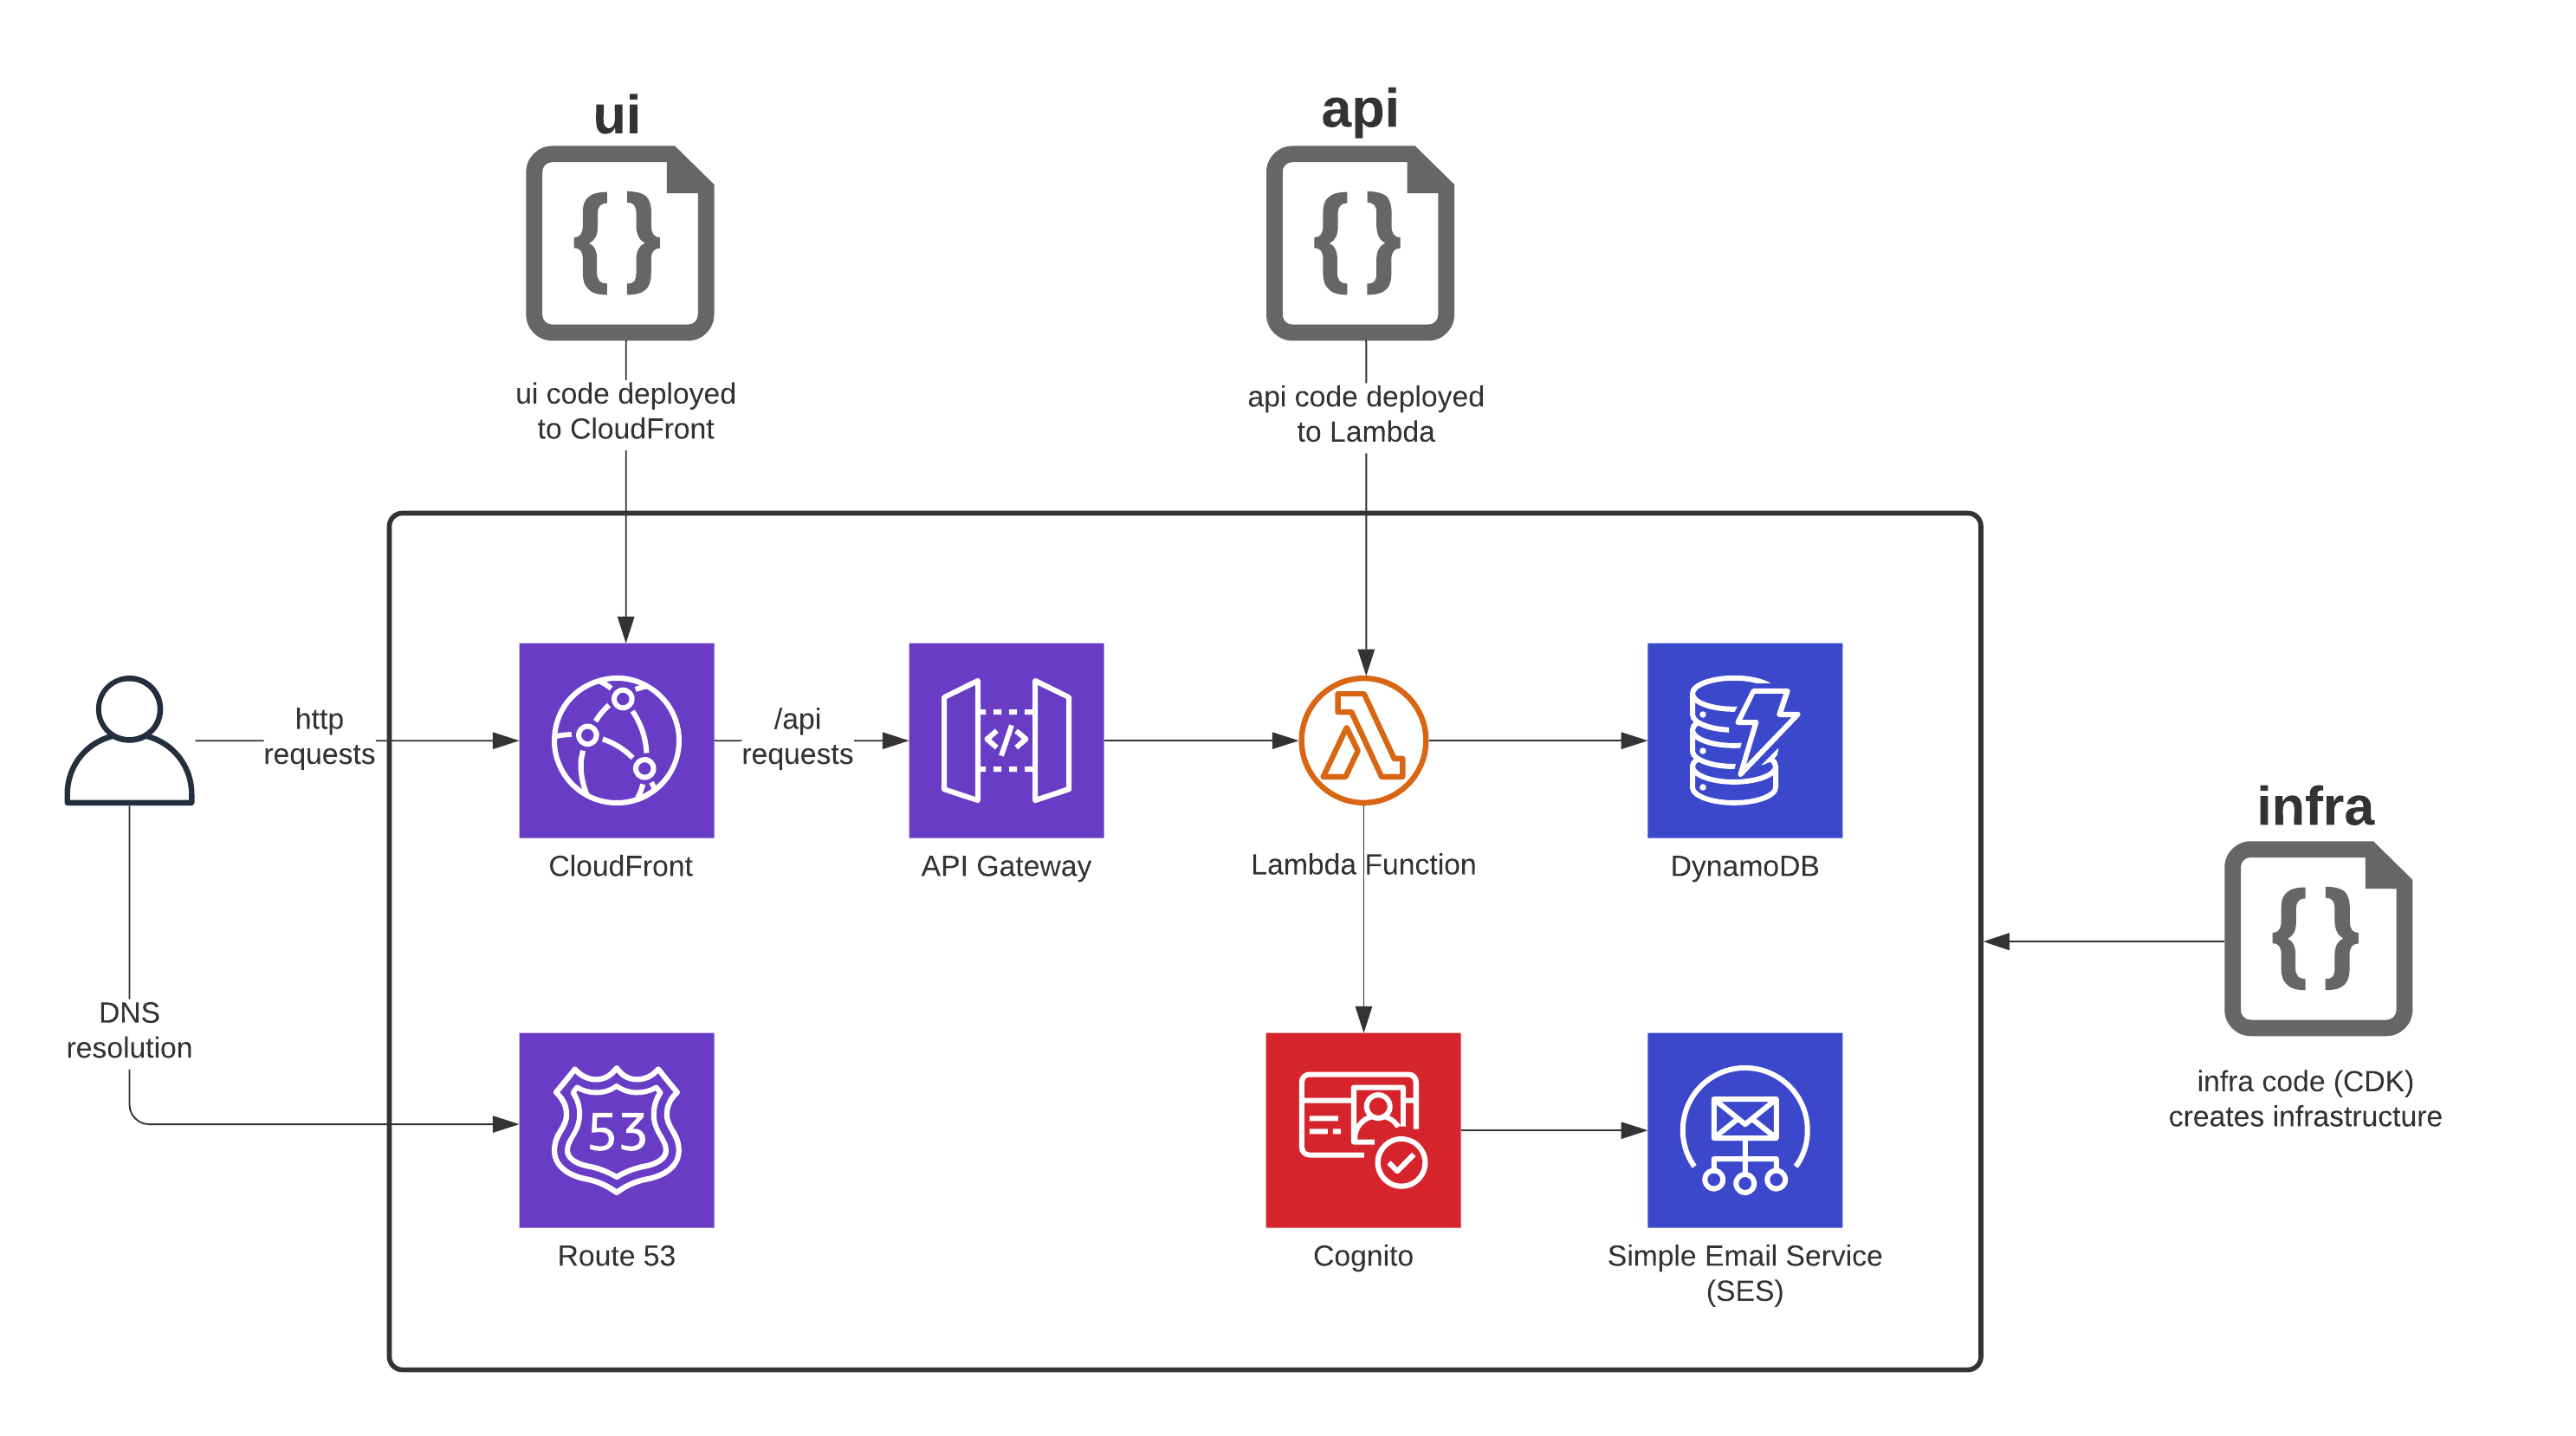 ui
api
{}
{}
ui code deployed
to CloudFront
api code deployed
to Lambda
http
requests
/api
requests
</>
CloudFront
API Gateway
Lambda Function
DynamoDB
infra
{}
infra code (CDK)
creates infrastructure
DNS
resolution
53
Route 53
Cognito
Simple Email Service
(SES)